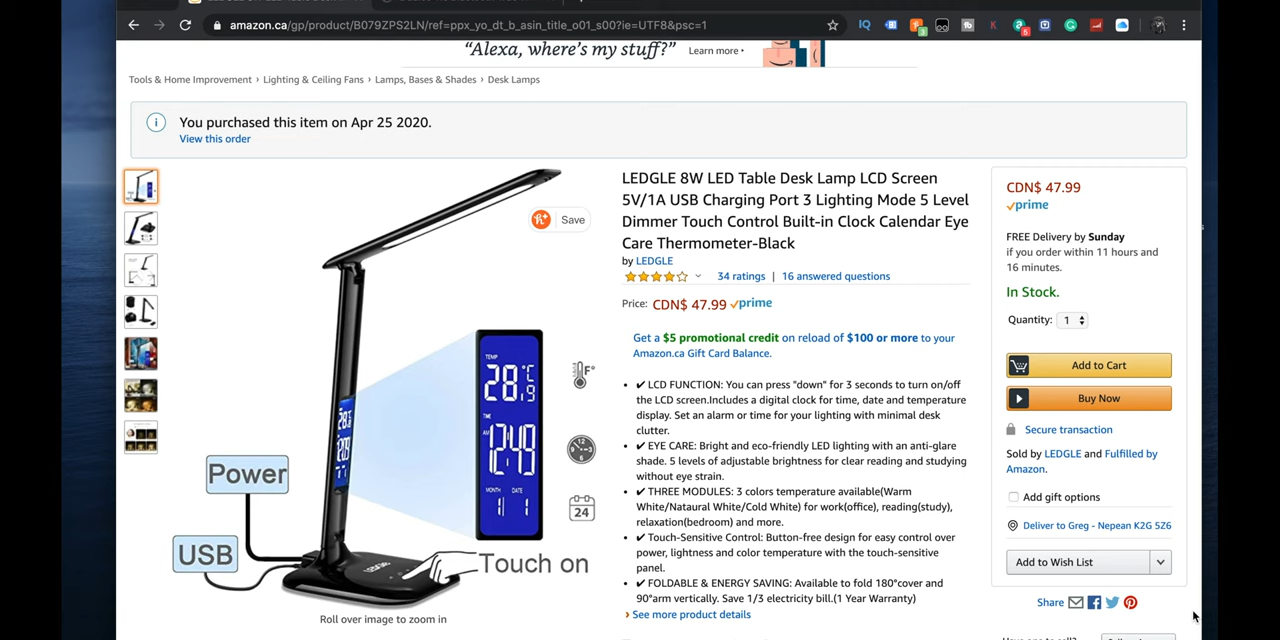 amazon.ca/gp/product/B079ZPS2LN/ref=ppx_yo_dt_b_asin_title_o01_s00?ie=UTF8&psc=1
“Alexa, where’s my stuff?” Learn more ▸
Tools & Home Improvement › Lighting & Ceiling Fans › Lamps, Bases & Shades › Desk Lamps
You purchased this item on Apr 25 2020.
View this order
Save
TEMP
28.9°C
TIME
AM 12:49
MONTH DATE
1 1
F°
24
Power
USB
LEDGLE
Touch on
Roll over image to zoom in
LEDGLE 8W LED Table Desk Lamp LCD Screen
5V/1A USB Charging Port 3 Lighting Mode 5 Level
Dimmer Touch Control Built-in Clock Calendar Eye
Care Thermometer-Black
by LEDGLE
34 ratings | 16 answered questions
Price: CDN$ 47.99 prime
Get a $5 promotional credit on reload of $100 or more to your
Amazon.ca Gift Card Balance.
• ✔ LCD FUNCTION: You can press "down" for 3 seconds to turn on/off
the LCD screen.Includes a digital clock for time, date and temperature
display. Set an alarm or time for your lighting with minimal desk
clutter.
• ✔ EYE CARE: Bright and eco-friendly LED lighting with an anti-glare
shade. 5 levels of adjustable brightness for clear reading and studying
without eye strain.
• ✔ THREE MODULES: 3 colors temperature available(Warm
White/Nataural White/Cold White) for work(office), reading(study),
relaxation(bedroom) and more.
• ✔ Touch-Sensitive Control: Button-free design for easy control over
power, lightness and color temperature with the touch-sensitive
panel.
• ✔ FOLDABLE & ENERGY SAVING: Available to fold 180°cover and
90°arm vertically. Save 1/3 electricity bill.(1 Year Warranty)
› See more product details
CDN$ 47.99
prime
FREE Delivery by Sunday
if you order within 11 hours and
16 minutes.
In Stock.
Quantity: 1
Add to Cart
Buy Now
Secure transaction
Sold by LEDGLE and Fulfilled by
Amazon.
Add gift options
Deliver to Greg - Nepean K2G 5Z6
Add to Wish List
Share